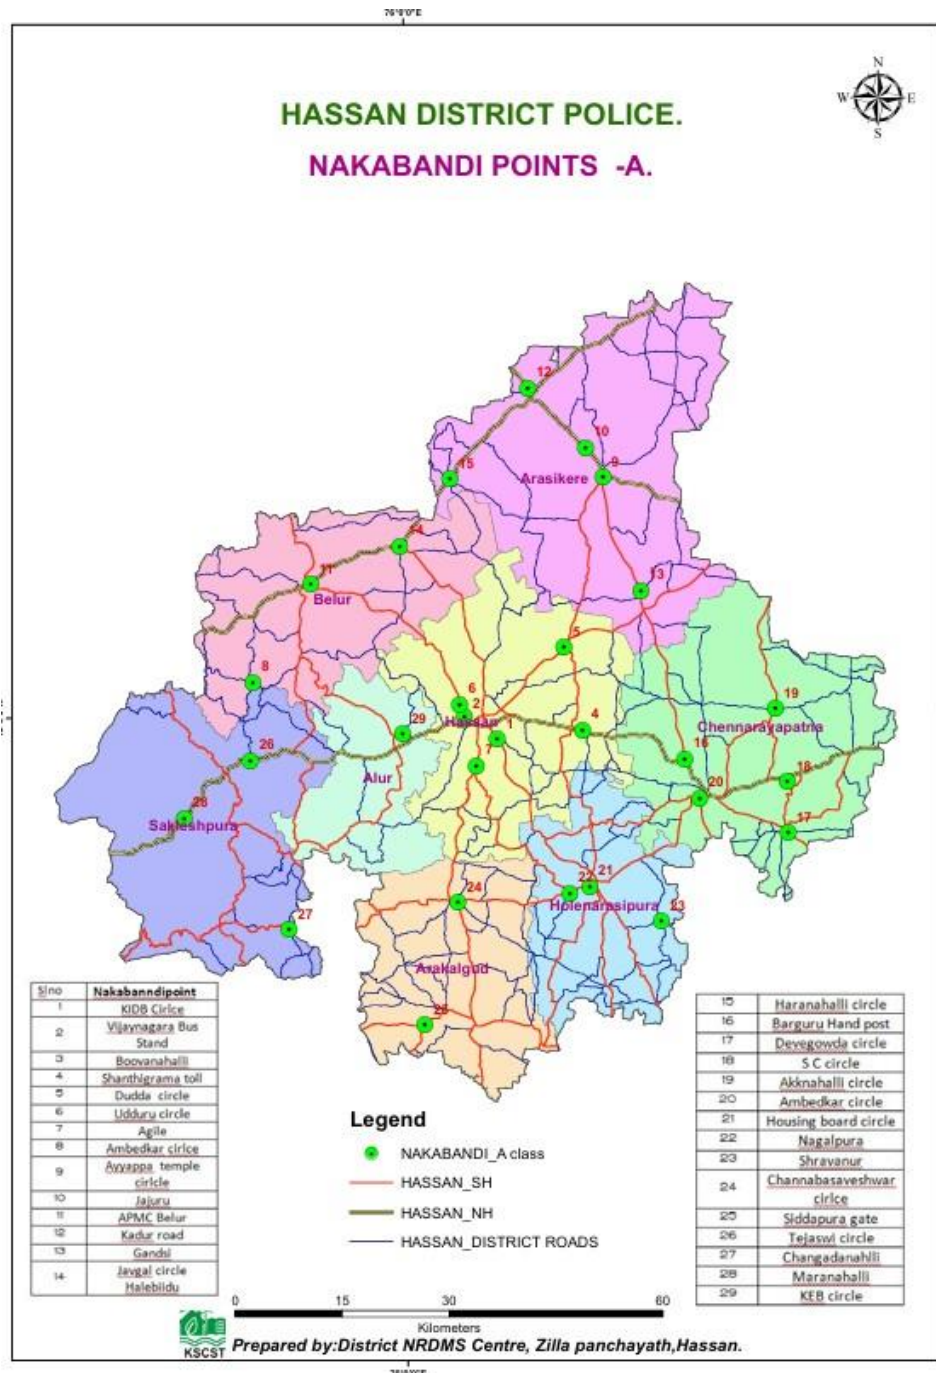 76°0'0"E
N
W E
S
HASSAN DISTRICT POLICE.
NAKABANDI POINTS -A.
12
10
9
15
Arasikere
14
11
Belur
13
5
8
6
2
Hassan
1
29
4
7
19
Chennarayapatna
26
16
18
Alur
20
28
Sakleshpura
17
21
22
24
Holenarasipura
23
27
Arakalgud
25
Slno Nakabanndipoint
1 KIDB Cirlce
2 Vijaynagara Bus
Stand
3 Boovanahalli
4 Shanthigrama toll
5 Dudda circle
6 Udduru circle
7 Agile
8 Ambedkar cirlce
9 Ayyappa temple
ciricle
10 Jajuru
11 APMC Belur
12 Kadur road
13 Gandsi
14 Javgal circle
Halebiidu
15 Haranahalli circle
16 Barguru Hand post
17 Devegowda circle
18 S C circle
19 Akknahalli circle
20 Ambedkar circle
21 Housing board circle
22 Nagalpura
23 Shravanur
24 Channabasaveshwar
cirlce
25 Siddapura gate
26 Tejaswi circle
27 Changadanahlli
28 Maranahalli
29 KEB circle
Legend
NAKABANDI_A class
HASSAN_SH
HASSAN_NH
HASSAN_DISTRICT ROADS
0 15 30 60
Kilometers
KSCST
Prepared by:District NRDMS Centre, Zilla panchayath,Hassan.